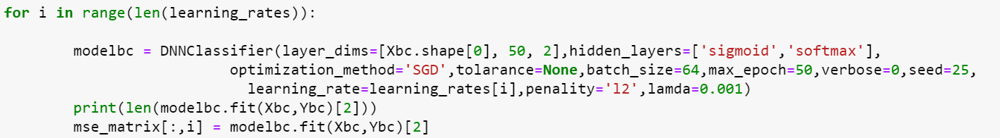 for i in range(len(learning_rates)):
modelbc = DNNClassifier(layer_dims=[Xbc.shape[0], 50, 2],hidden_layers=['sigmoid','softmax'],
optimization_method='SGD',tolarance=None,batch_size=64,max_epoch=50,verbose=0,seed=25,
learning_rate=learning_rates[i],penality='l2',lamda=0.001)
print(len(modelbc.fit(Xbc,Ybc)[2]))
mse_matrix[:,i] = modelbc.fit(Xbc,Ybc)[2]